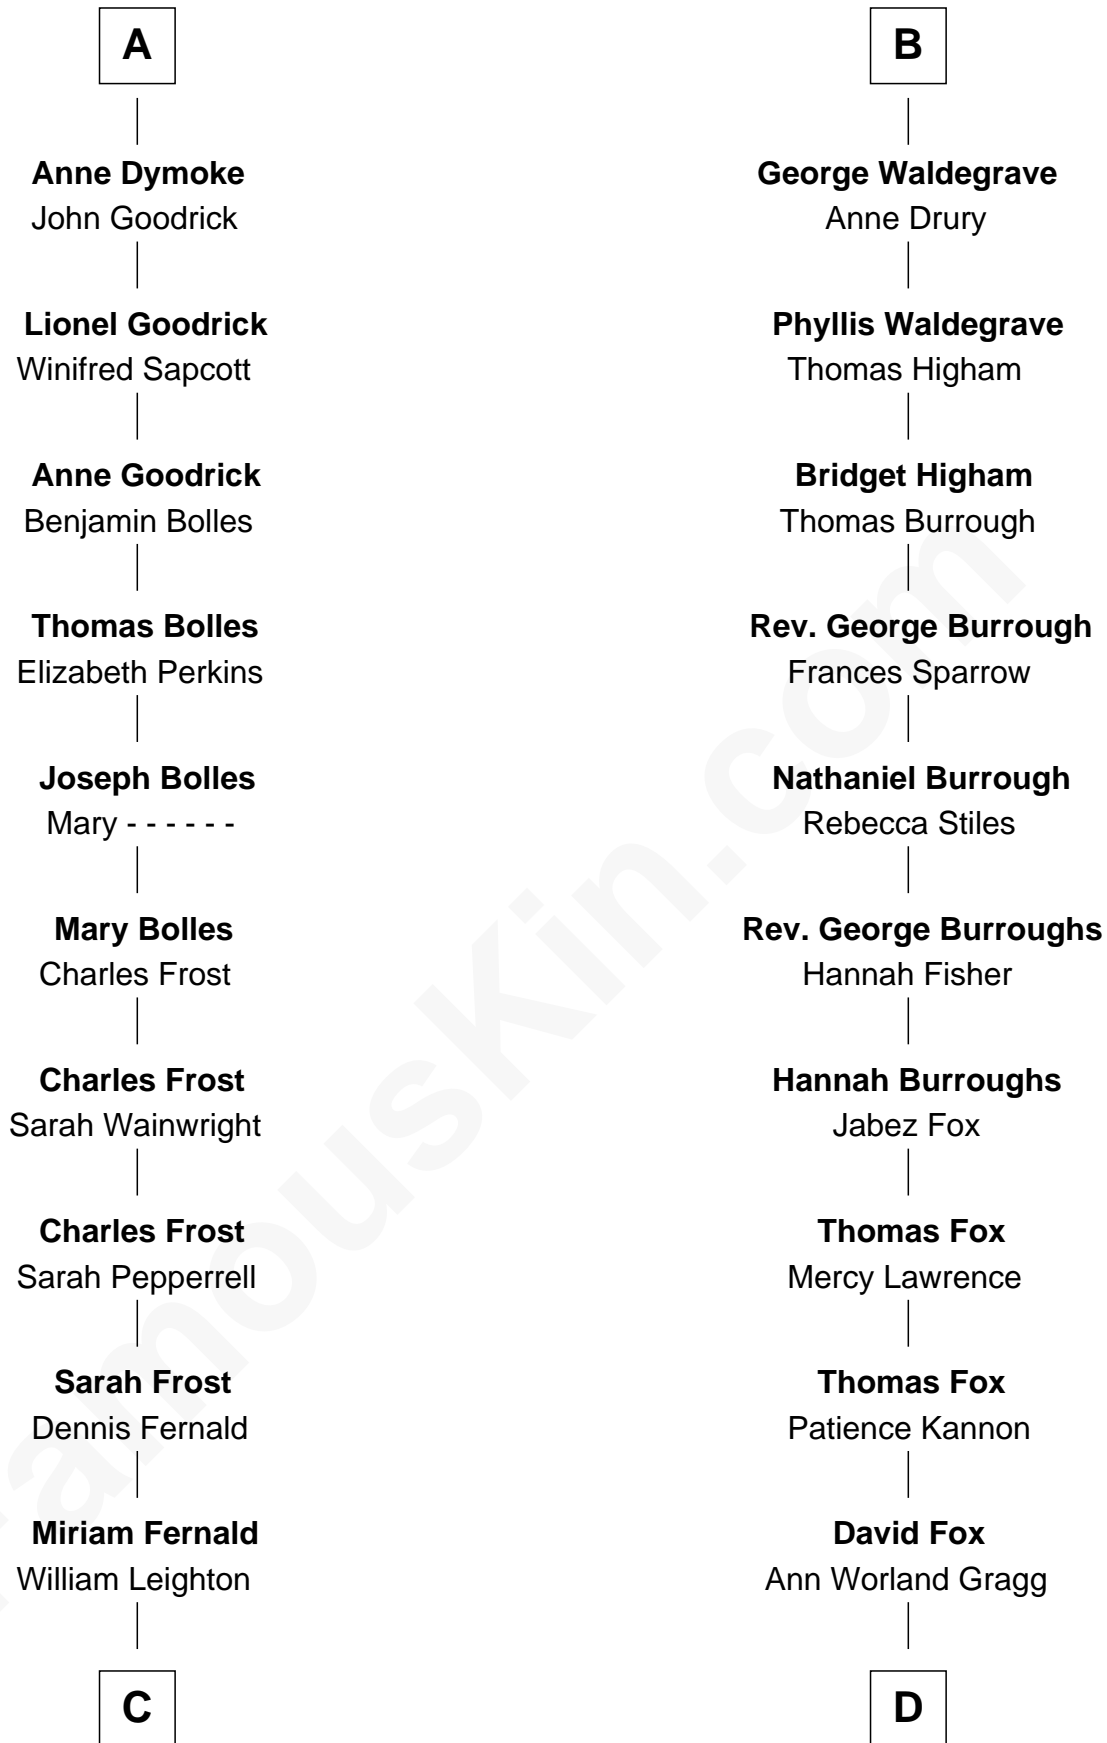 A
Anne Dymoke
John Goodrick
Lionel Goodrick
Winifred Sapcott
Anne Goodrick
Benjamin Bolles
Thomas Bolles
Elizabeth Perkins
Joseph Bolles
Mary - - - - - -
Mary Bolles
Charles Frost
Charles Frost
Sarah Wainwright
Charles Frost
Sarah Pepperrell
Sarah Frost
Dennis Fernald
Miriam Fernald
William Leighton
C
B
George Waldegrave
Anne Drury
Phyllis Waldegrave
Thomas Higham
Bridget Higham
Thomas Burrough
Rev. George Burrough
Frances Sparrow
Nathaniel Burrough
Rebecca Stiles
Rev. George Burroughs
Hannah Fisher
Hannah Burroughs
Jabez Fox
Thomas Fox
Mercy Lawrence
Thomas Fox
Patience Kannon
David Fox
Ann Worland Gragg
D
FamousKin.com